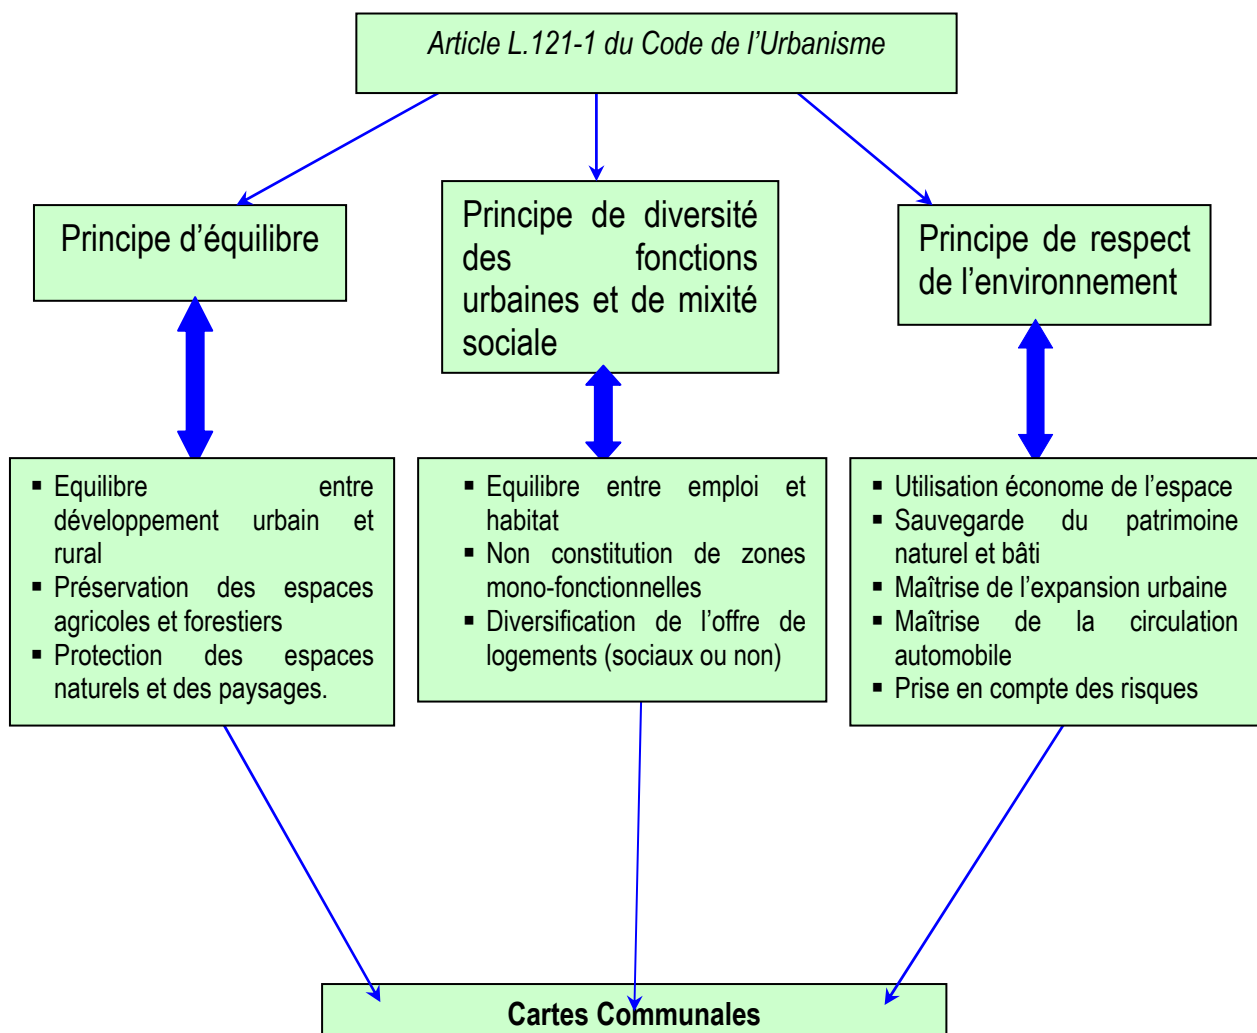 Article L.121-1 du Code de l’Urbanisme
Principe d’équilibre
Principe de diversité
des fonctions
urbaines et de mixité
sociale
Principe de respect
de l’environnement
▪ Equilibre entre
développement urbain et
rural
▪ Préservation des espaces
agricoles et forestiers
▪ Protection des espaces
naturels et des paysages.
▪ Equilibre entre emploi et
habitat
▪ Non constitution de zones
mono-fonctionnelles
▪ Diversification de l’offre de
logements (sociaux ou non)
▪ Utilisation économe de l’espace
▪ Sauvegarde du patrimoine
naturel et bâti
▪ Maîtrise de l’expansion urbaine
▪ Maîtrise de la circulation
automobile
▪ Prise en compte des risques
Cartes Communales